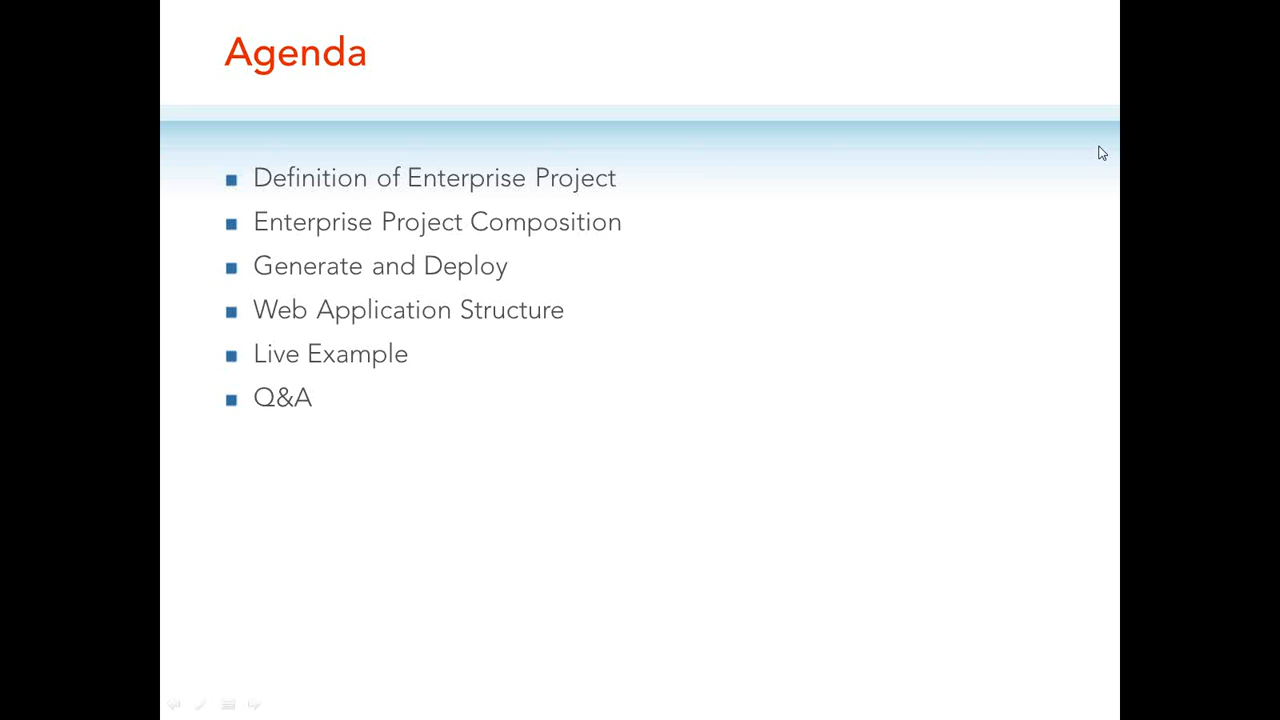 Agenda
Definition of Enterprise Project
Enterprise Project Composition
Generate and Deploy
Web Application Structure
Live Example
Q&A